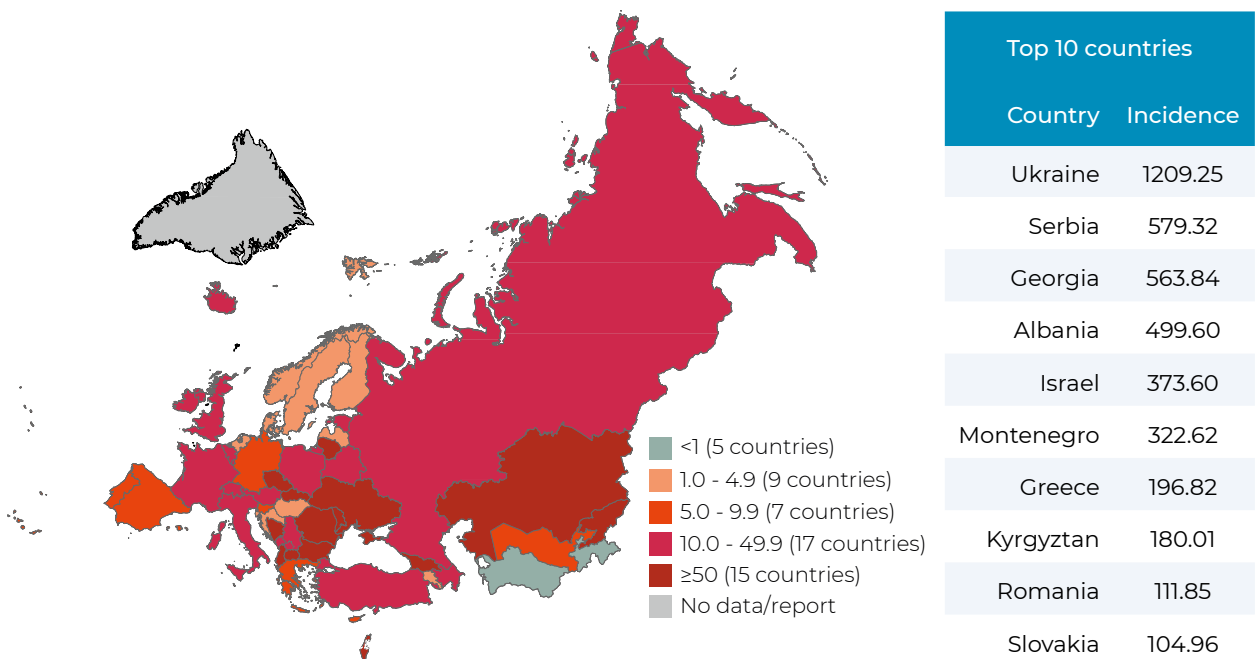 Top 10 countries
Country Incidence
Ukraine 1209.25
Serbia 579.32
Georgia 563.84
Albania 499.60
Israel 373.60
Montenegro 322.62
Greece 196.82
Kyrgyztan 180.01
Romania 111.85
Slovakia 104.96
<1 (5 countries)
1.0 - 4.9 (9 countries)
5.0 - 9.9 (7 countries)
10.0 - 49.9 (17 countries)
≥50 (15 countries)
No data/report